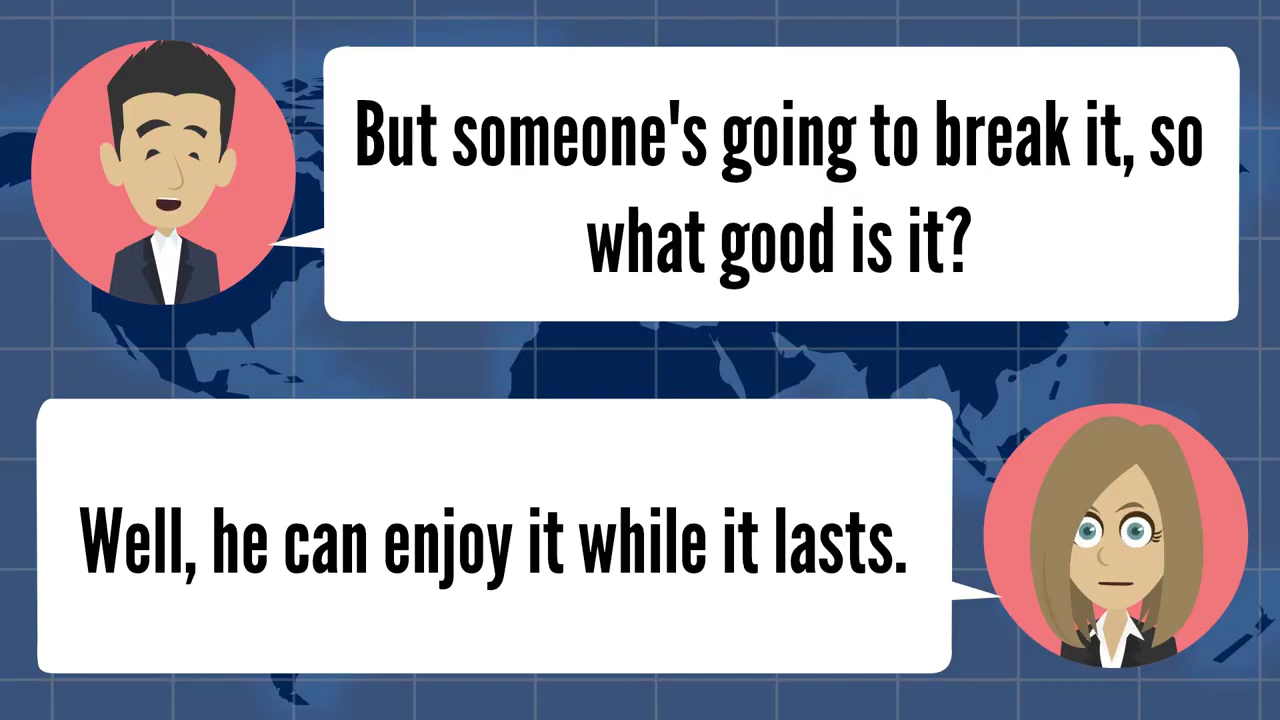 But someone's going to break it, so
what good is it?
Well, he can enjoy it while it lasts.